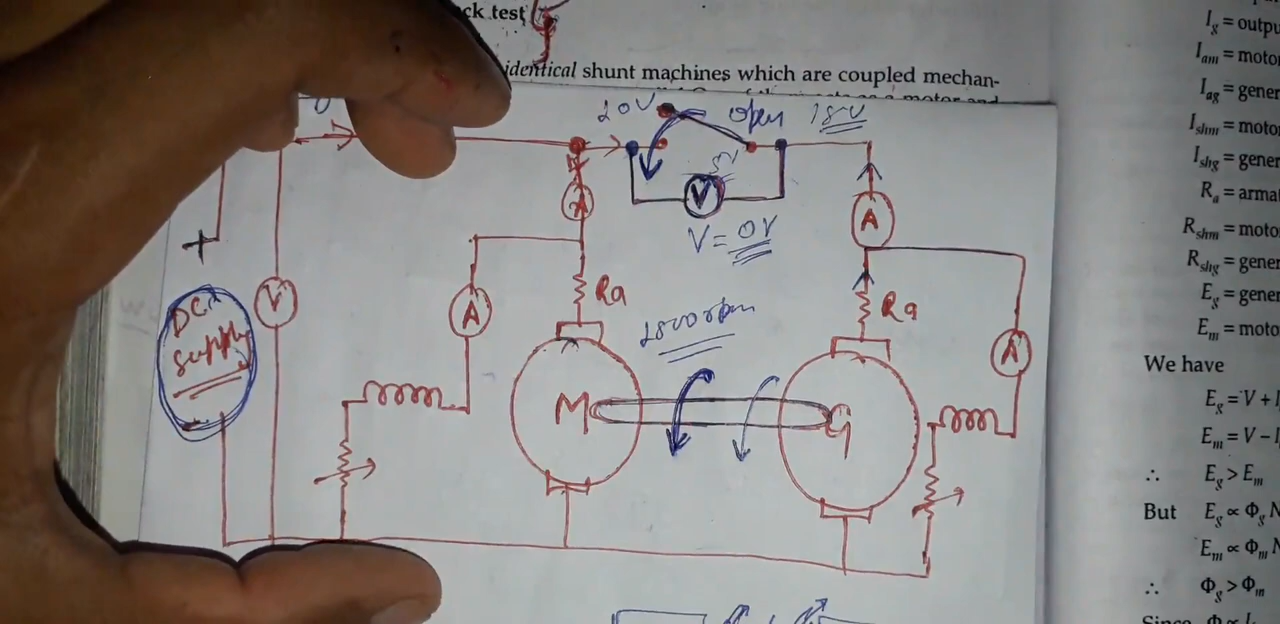 ck test
identical shunt machines which are coupled mechan-
20V open 18V
V
V = 0V
A
A
A
A
V
Ra
Ra
DC
supply
+
1800 rpm
M
G
I_g = outpu
I_am = moto
I_ag = gener
I_shm = moto
I_shg = gener
R_a = arma
R_shm = moto
R_shg = gener
E_g = gener
E_m = moto
We have
E_g = V + I
E_m = V − I
∴ E_g > E_m
But E_g ∝ Φ_g N
E_m ∝ Φ_m N
∴ Φ_g > Φ_m